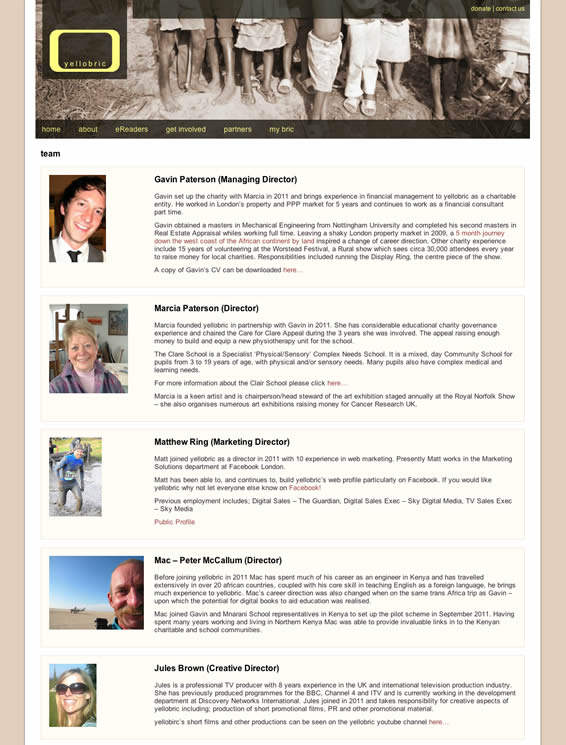 donate | contact us
yellobric
home about eReaders get involved partners my bric
team
Gavin Paterson (Managing Director)
Gavin set up the charity with Marcia in 2011 and brings experience in financial management to yellobric as a charitable
entity. He worked in London's property and PPP market for 5 years and continues to work as a financial consultant
part time.
Gavin obtained a masters in Mechanical Engineering from Nottingham University and completed his second masters in
Real Estate Appraisal whiles working full time. Leaving a shaky London property market in 2009, a 5 month journey
down the west coast of the African continent by land inspired a change of career direction. Other charity experience
include 15 years of volunteering at the Worstead Festival, a Rural show which sees circa 30,000 attendees every year
to raise money for local charities. Responsibilities included running the Display Ring, the centre piece of the show.
A copy of Gavin's CV can be downloaded here…
Marcia Paterson (Director)
Marcia founded yellobric in partnership with Gavin in 2011. She has considerable educational charity governance
experience and chaired the Care for Clare Appeal during the 3 years she was involved. The appeal raising enough
money to build and equip a new physiotherapy unit for the school.
The Clare School is a Specialist 'Physical/Sensory' Complex Needs School. It is a mixed, day Community School for
pupils from 3 to 19 years of age, with physical and/or sensory needs. Many pupils also have complex medical and
learning needs.
For more information about the Clair School please click here…
Marcia is a keen artist and is chairperson/head steward of the art exhibition staged annually at the Royal Norfolk Show
– she also organises numerous art exhibitions raising money for Cancer Research UK.
Matthew Ring (Marketing Director)
Matt joined yellobric as a director in 2011 with 10 experience in web marketing. Presently Matt works in the Marketing
Solutions department at Facebook London.
Matt has been able to, and continues to, build yellobric's web profile particularly on Facebook. If you would like
yellobric why not let everyone else know on Facebook!
Previous employment includes; Digital Sales – The Guardian, Digital Sales Exec – Sky Digital Media, TV Sales Exec
– Sky Media
Public Profile
Mac – Peter McCallum (Director)
Before joining yellobric in 2011 Mac has spent much of his career as an engineer in Kenya and has travelled
extensively in over 20 african countries, coupled with his core skill in teaching English as a foreign language, he brings
much experience to yellobric. Mac's career direction was also changed when on the same trans Africa trip as Gavin –
upon which the potential for digital books to aid education was realised.
Mac joined Gavin and Mnarani School representatives in Kenya to set up the pilot scheme in September 2011. Having
spent many years working and living in Northern Kenya Mac was able to provide invaluable links in to the Kenyan
charitable and school communities.
Jules Brown (Creative Director)
Jules is a professional TV producer with 8 years experience in the UK and international television production industry.
She has previously produced programmes for the BBC, Channel 4 and ITV and is currently working in the development
department at Discovery Networks International. Jules joined in 2011 and takes responsibility for creative aspects of
yellobric including; production of short promotional films, PR and other promotional material.
yellobirc's short films and other productions can be seen on the yellobric youtube channel here…